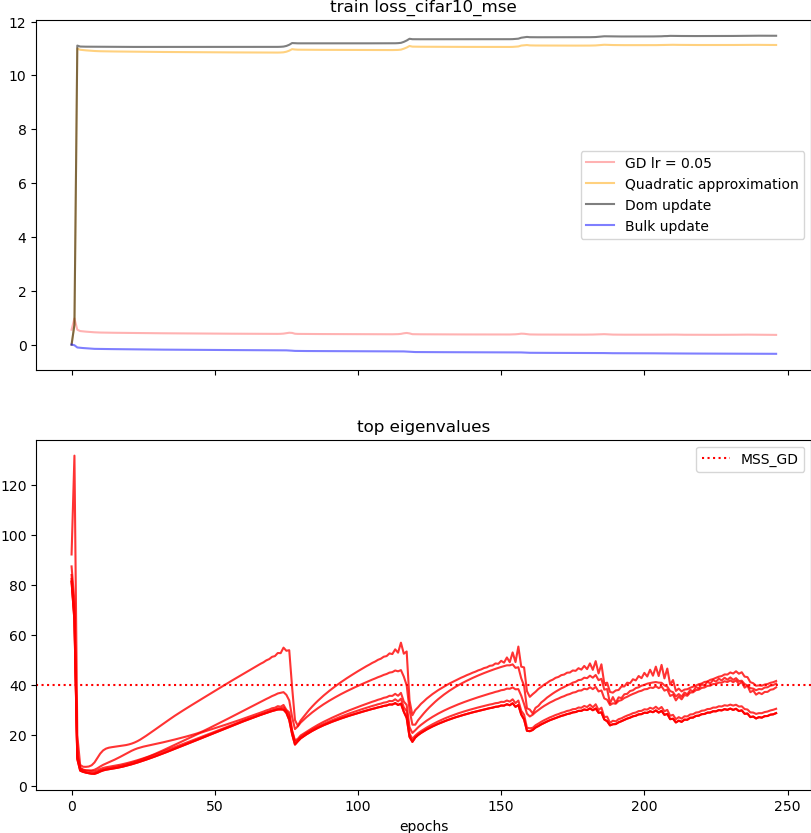 train loss_cifar10_mse
12
10
8
6
4
2
0
GD lr = 0.05
Quadratic approximation
Dom update
Bulk update
top eigenvalues
120
100
80
60
40
20
0
MSS_GD
0 50 100 150 200 250
epochs